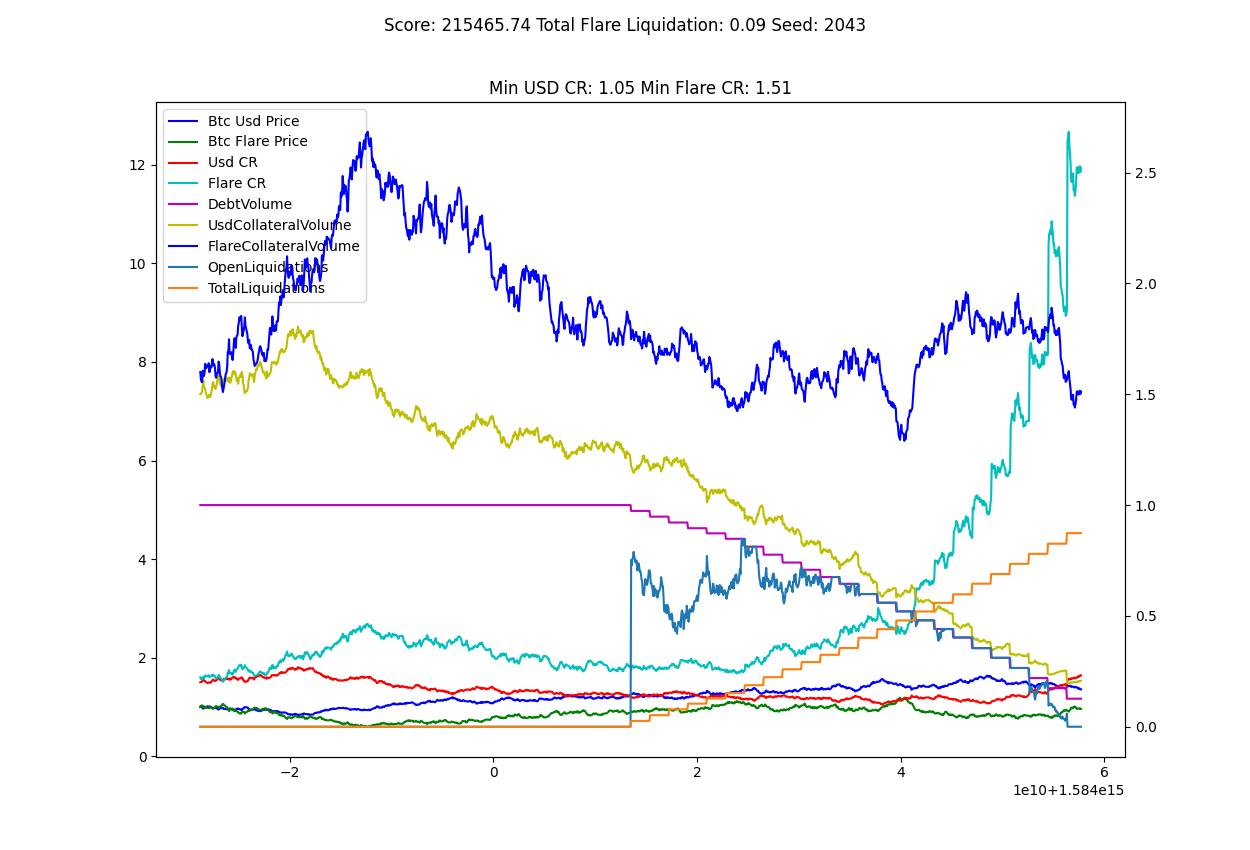 Score: 215465.74 Total Flare Liquidation: 0.09 Seed: 2043
Min USD CR: 1.05 Min Flare CR: 1.51
Btc Usd Price
Btc Flare Price
Usd CR
Flare CR
DebtVolume
UsdCollateralVolume
FlareCollateralVolume
OpenLiquidations
TotalLiquidations
12
10
8
6
4
2
0
2.5
2.0
1.5
1.0
0.5
0.0
−2
0
2
4
6
1e10+1.584e15